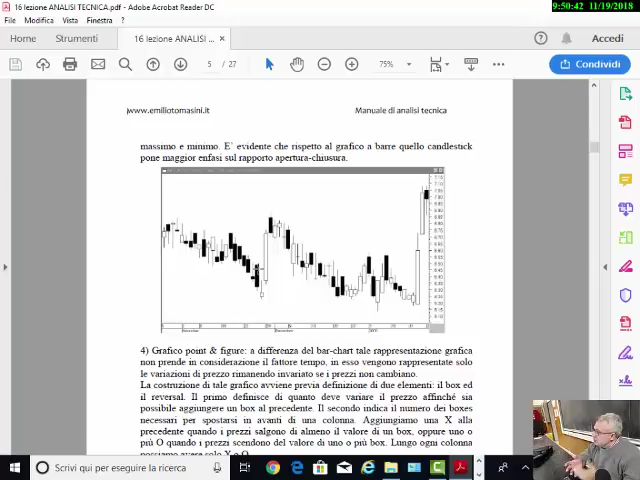 16 lezione ANALISI TECNICA.pdf - Adobe Acrobat Reader DC
9:50:42 11/19/2018
File Modifica Vista Finestra ?
Home Strumenti 16 lezione ANALISI ... × Accedi
5 / 27 75% Condividi
www.emiliotomasini.it Manuale di analisi tecnica
massimo e minimo. E` evidente che rispetto al grafico a barre quello candlestick
pone maggior enfasi sul rapporto apertura-chiusura.
4) Grafico point & figure: a differenza del bar-chart tale rappresentazione grafica
non prende in considerazione il fattore tempo, in esso vengono rappresentate solo
le variazioni di prezzo rimanendo invariato se i prezzi non cambiano.
La costruzione di tale grafico avviene previa definizione di due elementi: il box ed
il reversal. Il primo definisce di quanto deve variare il prezzo affinché sia
possibile aggiungere un box al precedente. Il secondo indica il numero dei boxes
necessari per spostarsi in avanti di una colonna. Aggiungiamo una X alla
precedente quando i prezzi salgono di almeno il valore di un box, oppure uno o
più O quando i prezzi scendono del valore di uno o più box. Lungo ogni colonna
possiamo avere solo X o O.
Scrivi qui per eseguire la ricerca